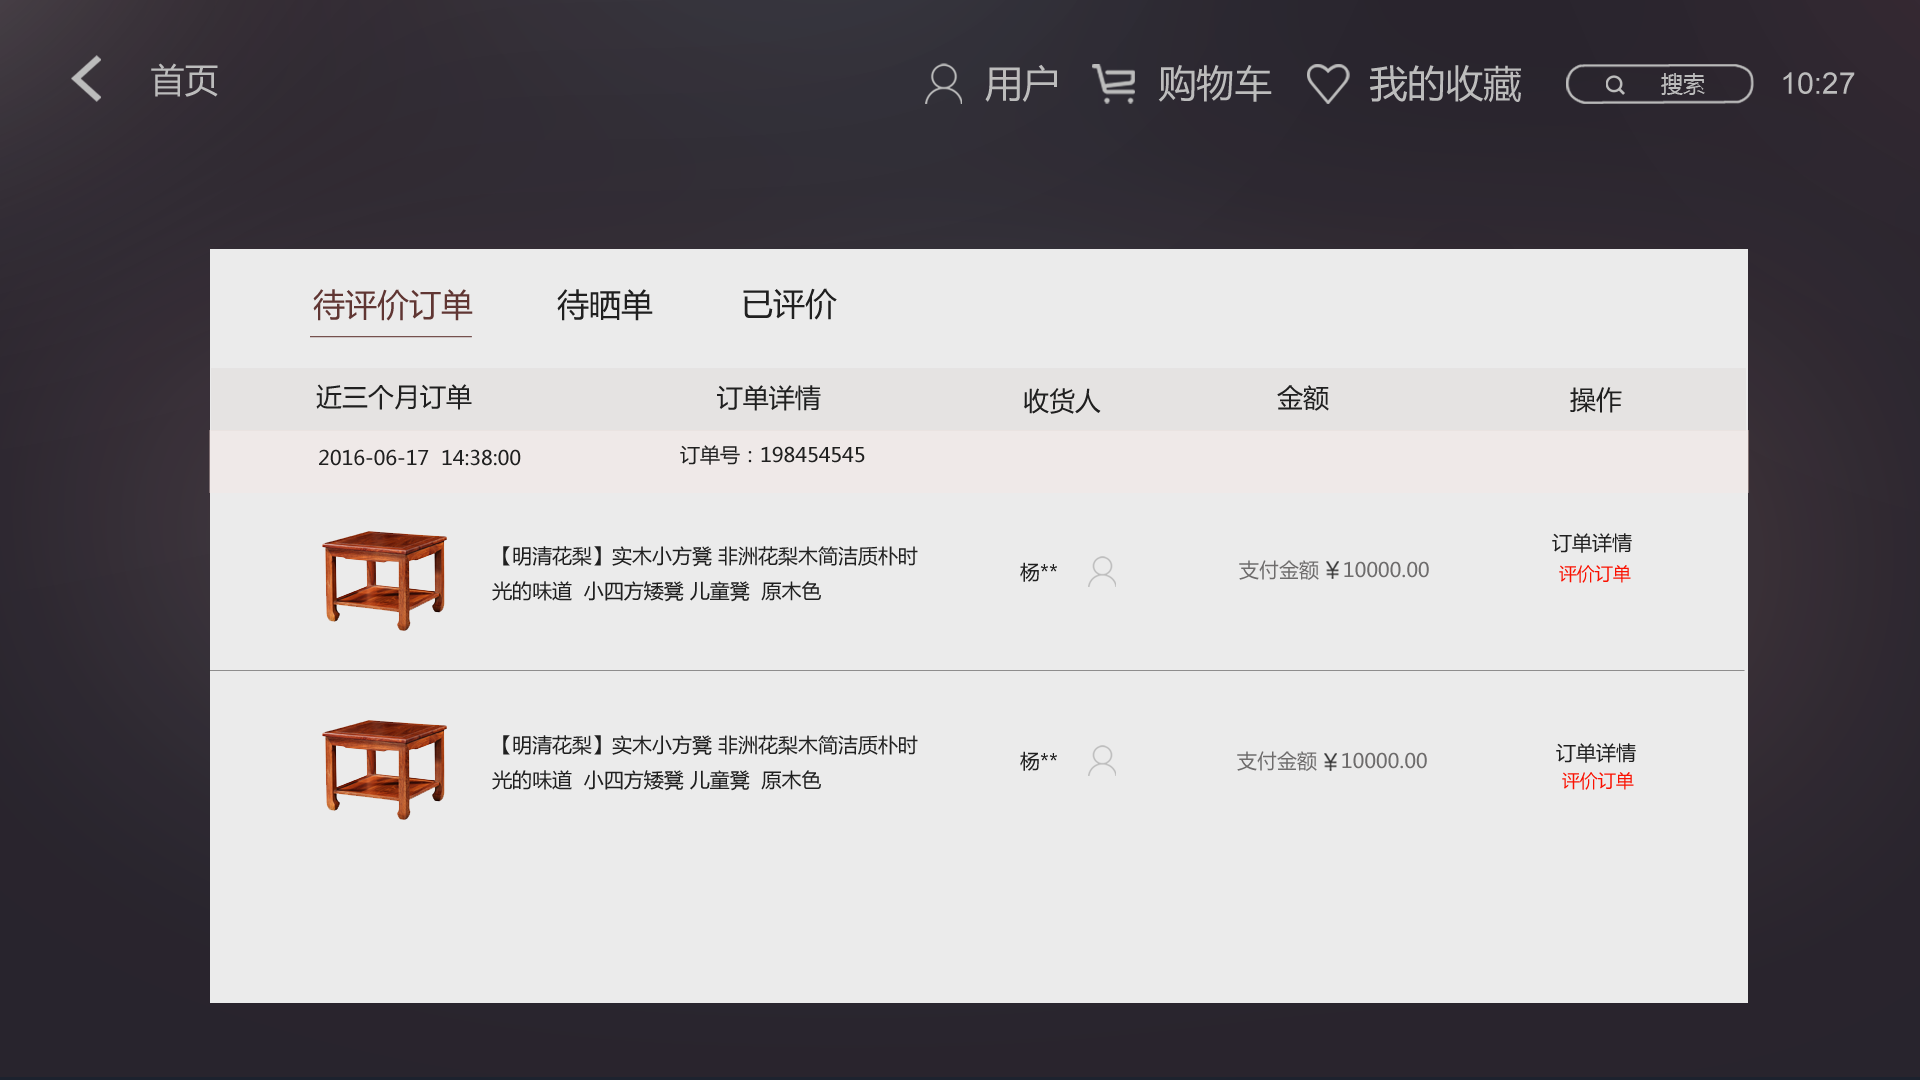 首页
用户
购物车
我的收藏
搜索
10:27
待评价订单
待晒单
已评价
近三个月订单
订单详情
收货人
金额
操作
2016-06-17 14:38:00
订单号：198454545
【明清花梨】实木小方凳 非洲花梨木简洁质朴时
光的味道 小四方矮凳 儿童凳 原木色
杨**
支付金额 ￥10000.00
订单详情
评价订单
【明清花梨】实木小方凳 非洲花梨木简洁质朴时
光的味道 小四方矮凳 儿童凳 原木色
杨**
支付金额 ￥10000.00
订单详情
评价订单